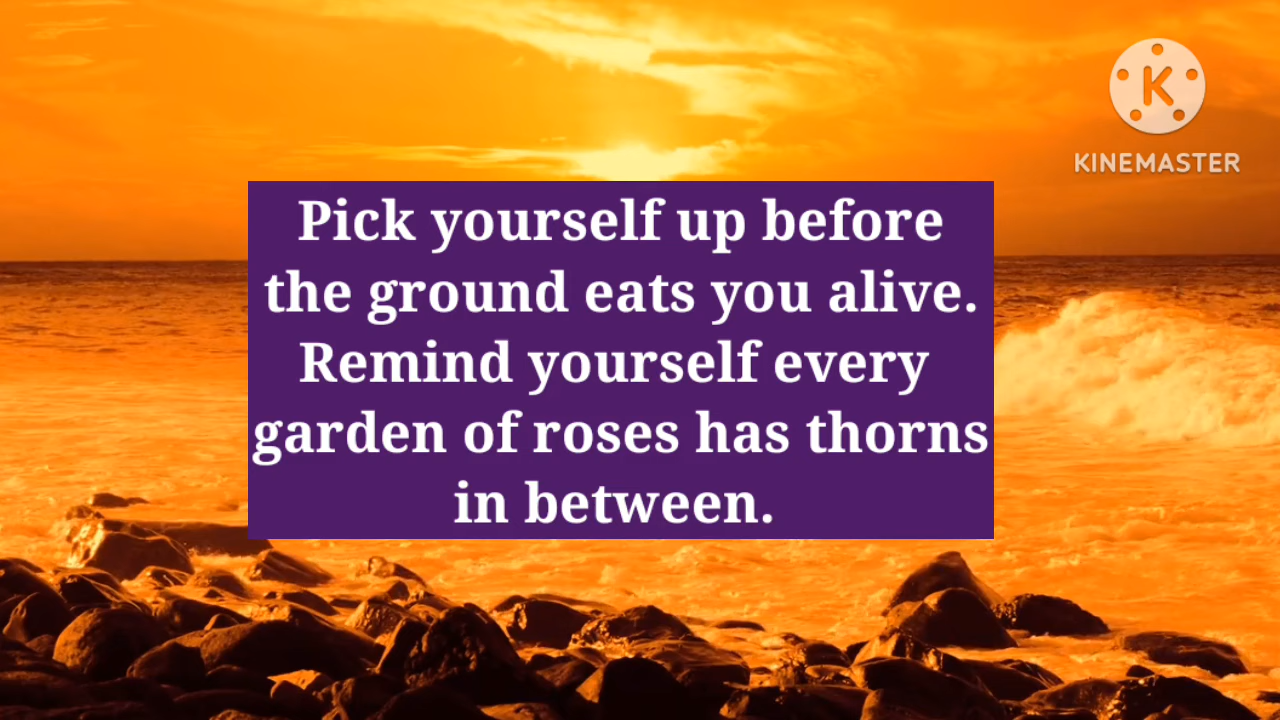 K
KINEMASTER
Pick yourself up before
the ground eats you alive.
Remind yourself every
garden of roses has thorns
in between.